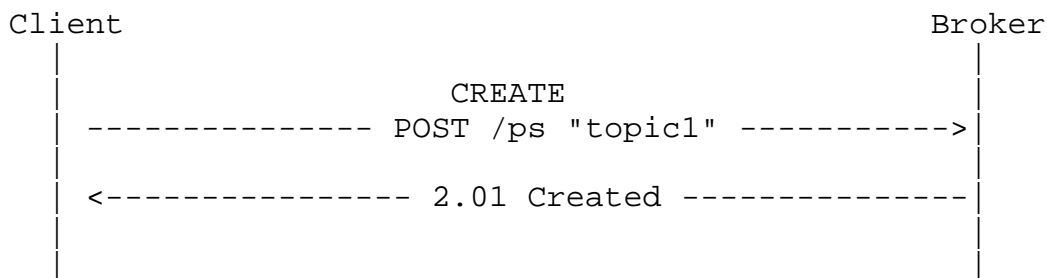 Client Broker
CREATE
--------------- POST /ps "topic1" ----------->
<---------------- 2.01 Created ---------------